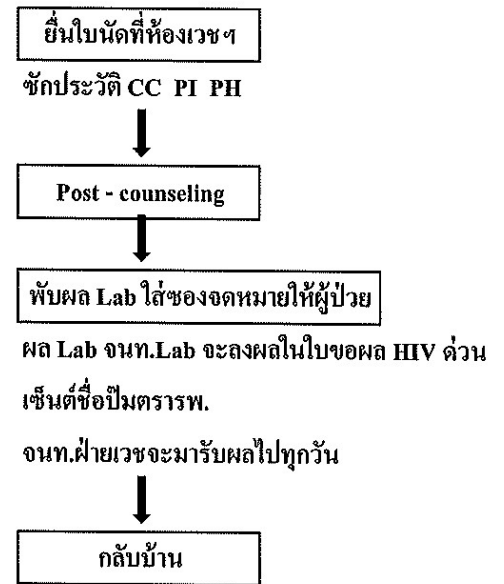 ยื่นใบนัดที่ห้องเวชฯ
ซักประวัติ CC PI PH
Post - counseling
พับผล Lab ใส่ซองจดหมายให้ผู้ป่วย
ผล Lab จนท.Lab จะลงผลในใบขอผล HIV ด่วน
เซ็นต์ชื่อปั๊มตรารพ.
จนท.ฝ่ายเวชจะมารับผลไปทุกวัน
กลับบ้าน